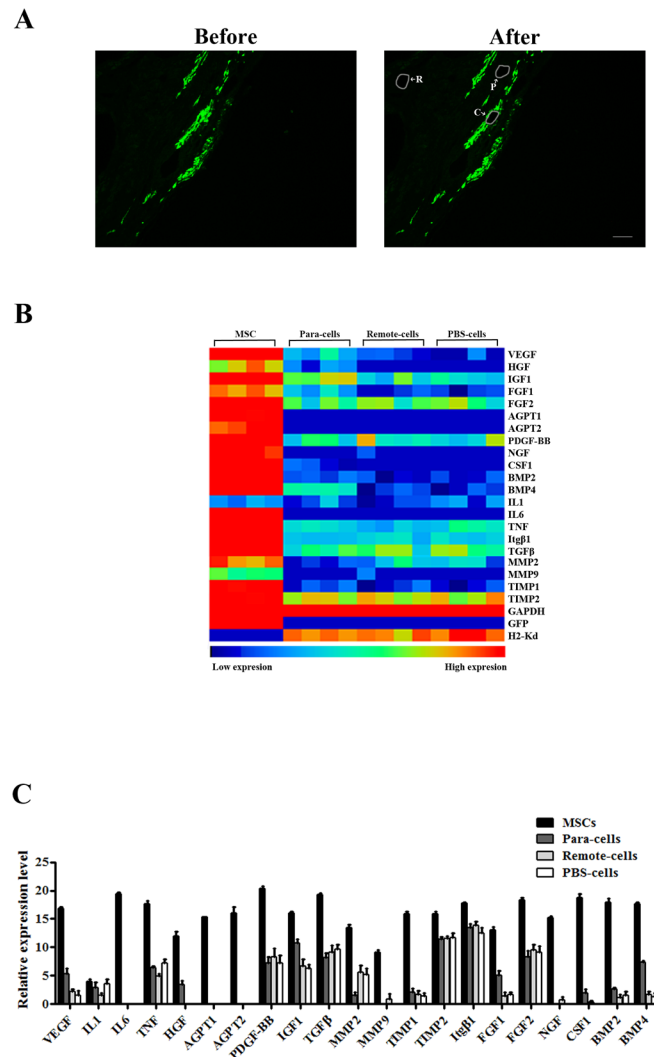 A
Before After
R
P
C
B
MSC Para-cells Remote-cells PBS-cells
VEGF
HGF
IGF1
FGF1
FGF2
AGPT1
AGPT2
PDGF-BB
NGF
CSF1
BMP2
BMP4
IL1
IL6
TNF
Itgβ1
TGFβ
MMP2
MMP9
TIMP1
TIMP2
GAPDH
GFP
H2-Kd
Low expresion High expresion
C
MSCs
Para-cells
Remote-cells
PBS-cells
Relative expression level
25
20
15
10
5
0
VEGF IL1 IL6 TNF HGF AGPT1 AGPT2 PDGF-BB IGF1 TGFβ MMP2 MMP9 TIMP1 TIMP2 Itgβ1 FGF1 FGF2 NGF CSF1 BMP2 BMP4